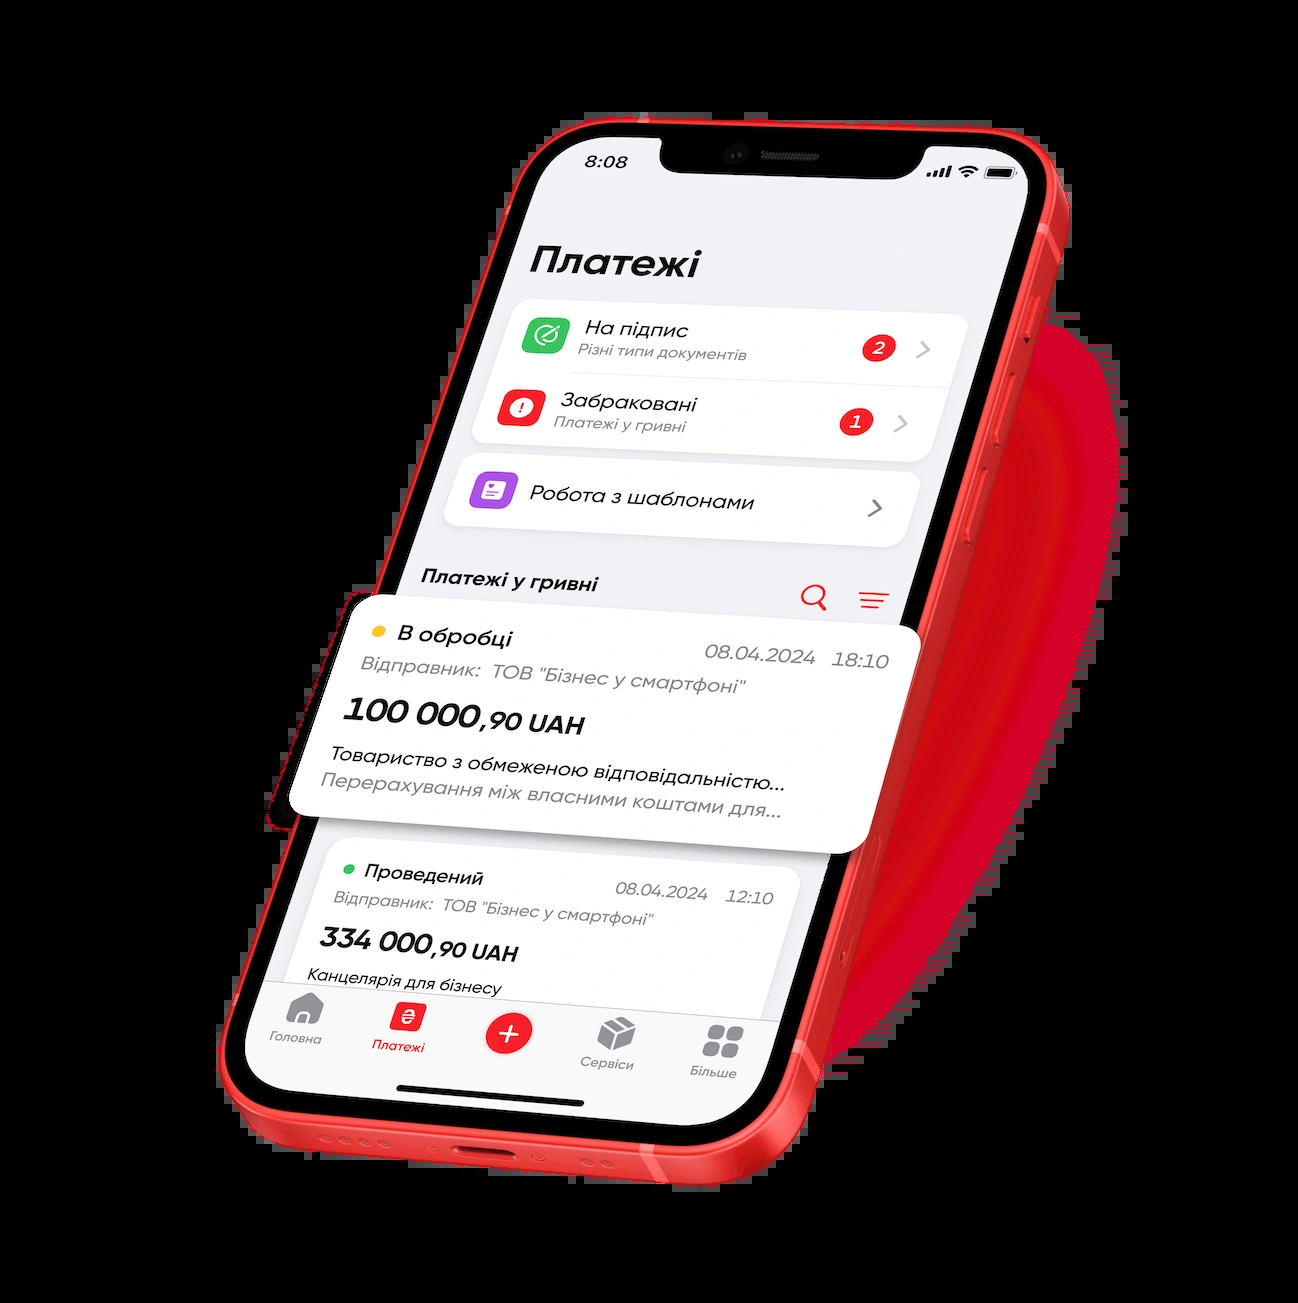 8:08
Платежі
На підпис
Різні типи документів
2
Забраковані
Платежі у гривні
1
Робота з шаблонами
Платежі у гривні
В обробці
08.04.2024 18:10
Відправник: ТОВ "Бізнес у смартфоні"
100 000,90 UAH
Товариство з обмеженою відповідальністю...
Перерахування між власними коштами для...
Проведений
08.04.2024 12:10
Відправник: ТОВ "Бізнес у смартфоні"
334 000,90 UAH
Канцелярія для бізнесу
Головна
₴
Платежі
Сервіси
Більше